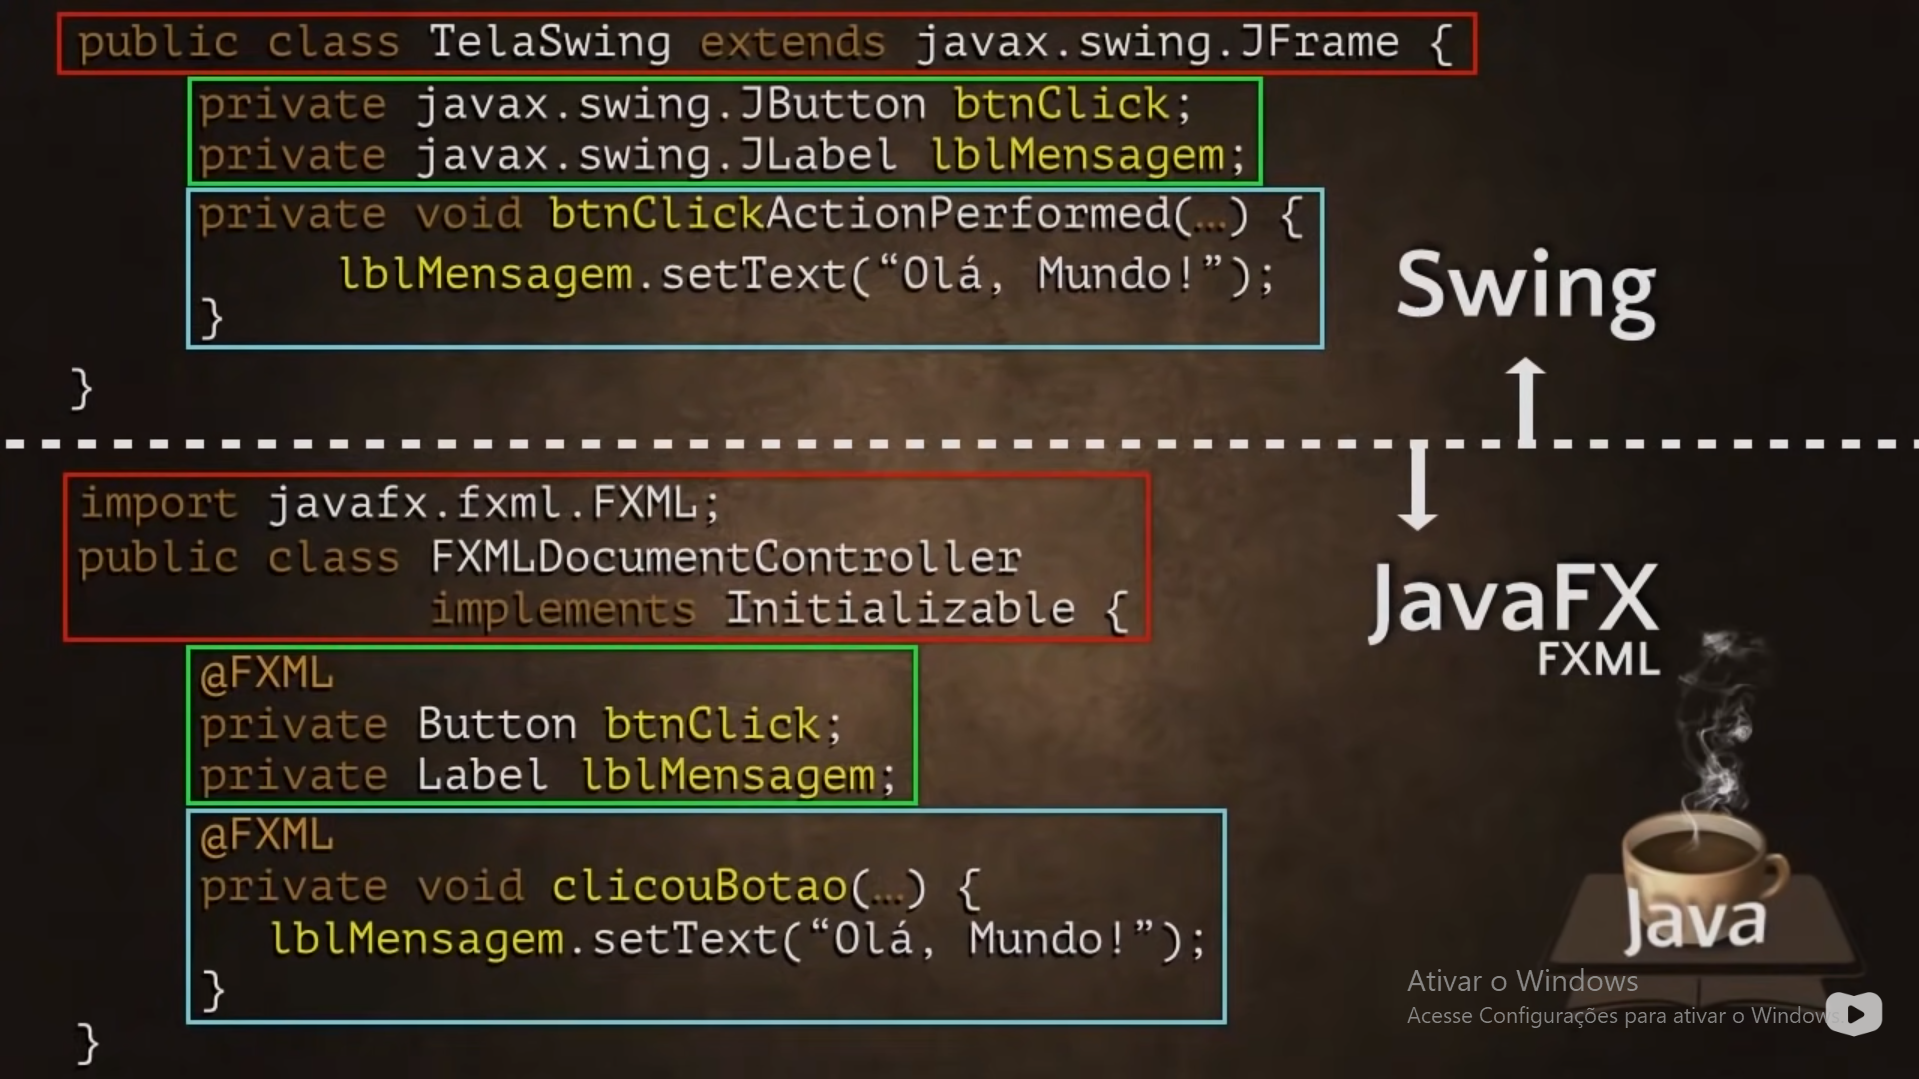 public class TelaSwing extends javax.swing.JFrame {
private javax.swing.JButton btnClick;
private javax.swing.JLabel lblMensagem;
private void btnClickActionPerformed(…) {
lblMensagem.setText(“Olá, Mundo!”);
}
}
Swing
import javafx.fxml.FXML;
public class FXMLDocumentController
implements Initializable {
@FXML
private Button btnClick;
private Label lblMensagem;
@FXML
private void clicouBotao(…) {
lblMensagem.setText(“Olá, Mundo!”);
}
}
JavaFX
FXML
Java
Ativar o Windows
Acesse Configurações para ativar o Windows.